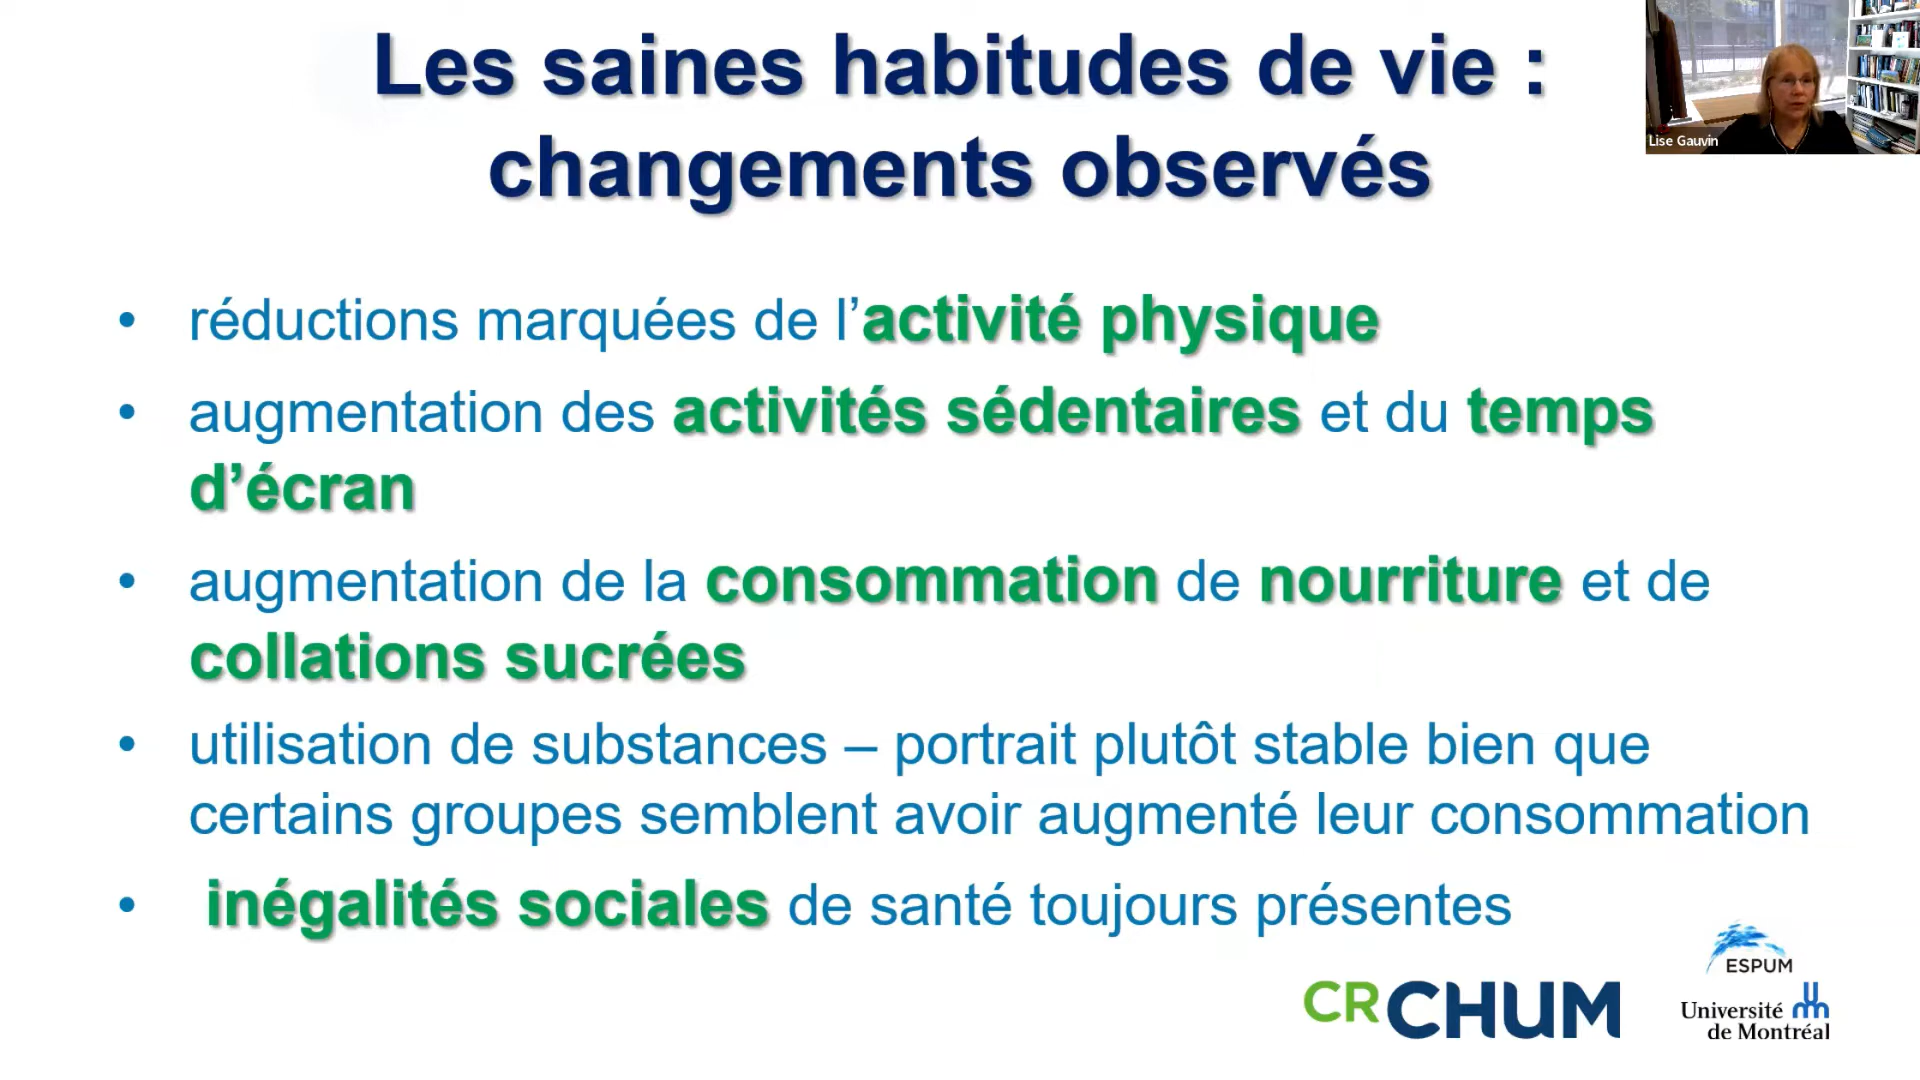 Les saines habitudes de vie :
changements observés
Lise Gauvin
• réductions marquées de l’activité physique
• augmentation des activités sédentaires et du temps
d’écran
• augmentation de la consommation de nourriture et de
collations sucrées
• utilisation de substances – portrait plutôt stable bien que
certains groupes semblent avoir augmenté leur consommation
• inégalités sociales de santé toujours présentes
ESPUM
CRCHUM
Université
de Montréal